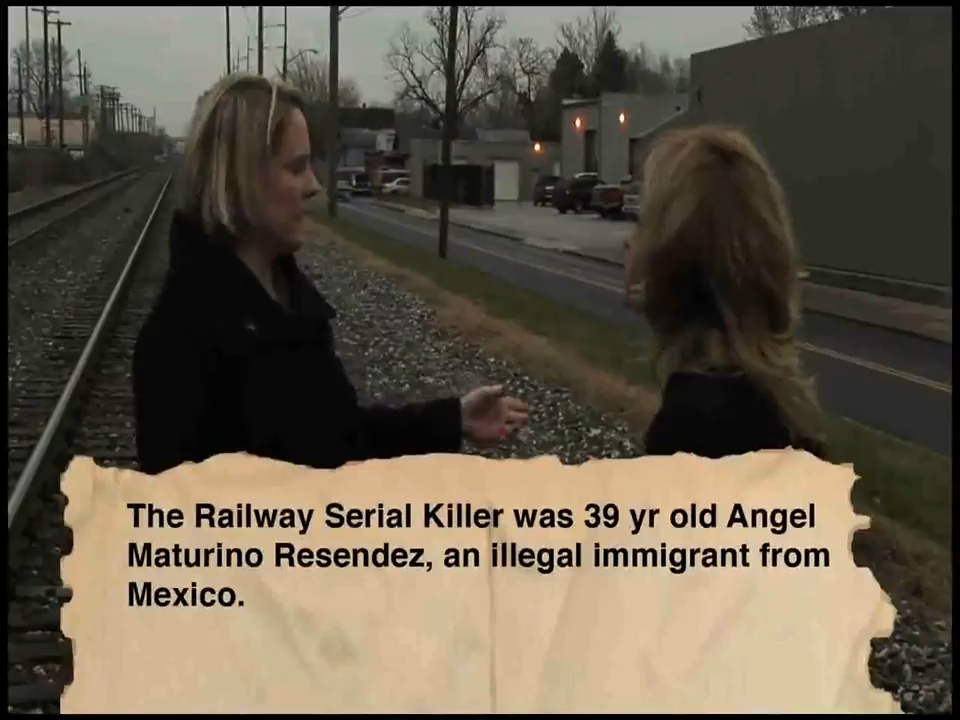 The Railway Serial Killer was 39 yr old Angel
Maturino Resendez, an illegal immigrant from
Mexico.